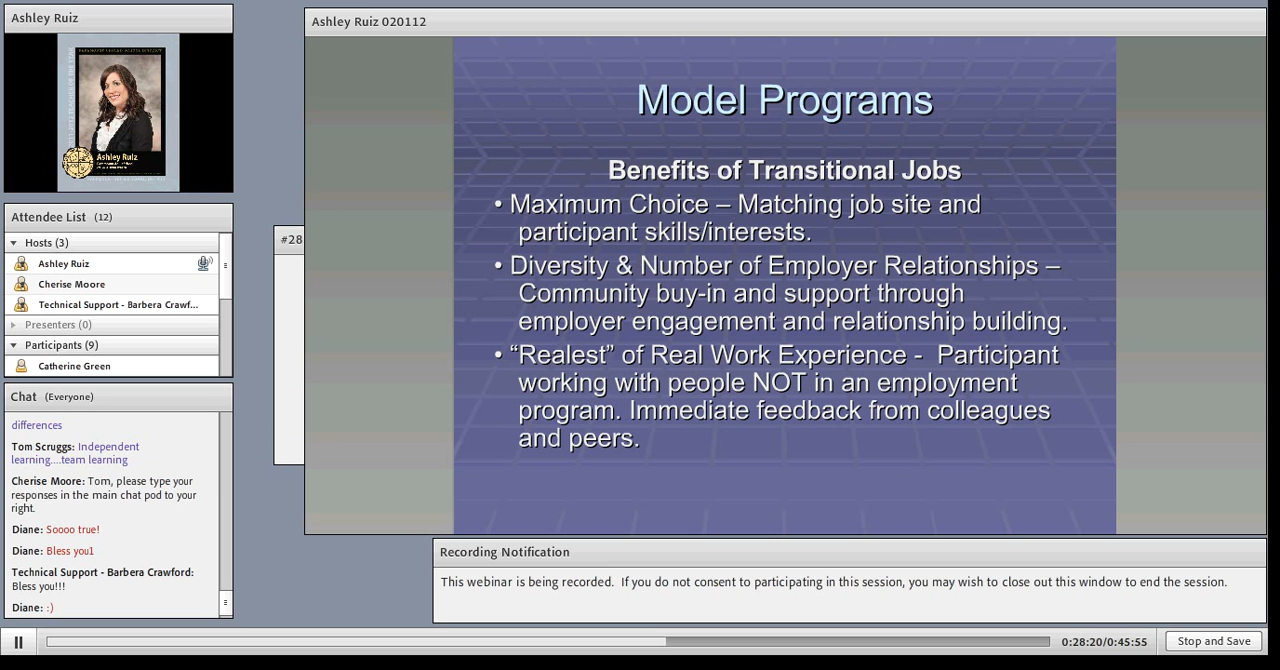 Ashley Ruiz
Ashley Ruiz
Attendee List (12)
Hosts (3)
Ashley Ruiz
Cherise Moore
Technical Support - Barbera Crawf...
Presenters (0)
Participants (9)
Catherine Green
Chat (Everyone)
differences
Tom Scruggs: Independent
learning....team learning
Cherise Moore: Tom, please type your
responses in the main chat pod to your
right.
Diane: Soooo true!
Diane: Bless you1
Technical Support - Barbera Crawford:
Bless you!!!
Diane: :)
#28
Ashley Ruiz 020112
Model Programs
Benefits of Transitional Jobs
• Maximum Choice – Matching job site and
participant skills/interests.
• Diversity & Number of Employer Relationships –
Community buy-in and support through
employer engagement and relationship building.
• “Realest” of Real Work Experience - Participant
working with people NOT in an employment
program. Immediate feedback from colleagues
and peers.
Recording Notification
This webinar is being recorded. If you do not consent to participating in this session, you may wish to close out this window to end the session.
0:28:20/0:45:55
Stop and Save